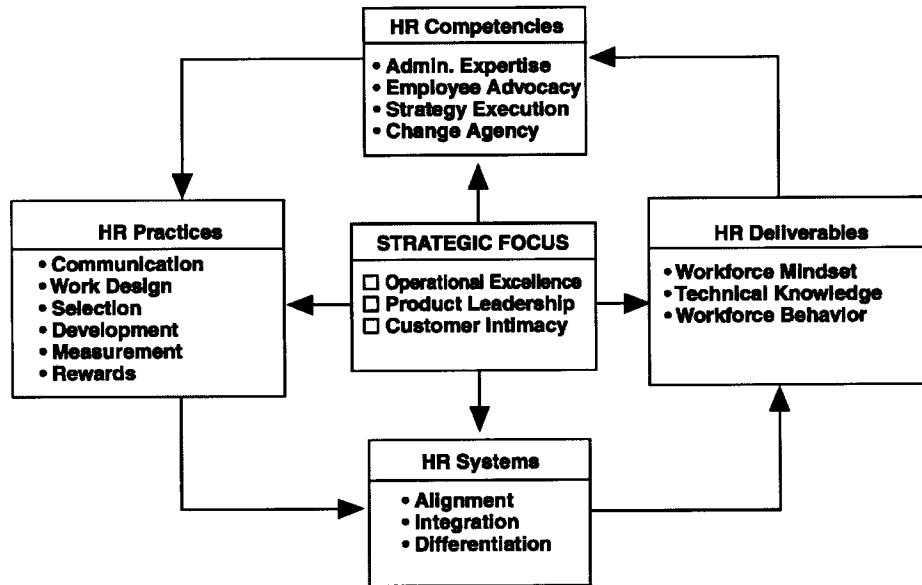 HR Competencies
• Admin. Expertise
• Employee Advocacy
• Strategy Execution
• Change Agency
HR Practices
• Communication
• Work Design
• Selection
• Development
• Measurement
• Rewards
STRATEGIC FOCUS
□ Operational Excellence
□ Product Leadership
□ Customer Intimacy
HR Deliverables
• Workforce Mindset
• Technical Knowledge
• Workforce Behavior
HR Systems
• Alignment
• Integration
• Differentiation